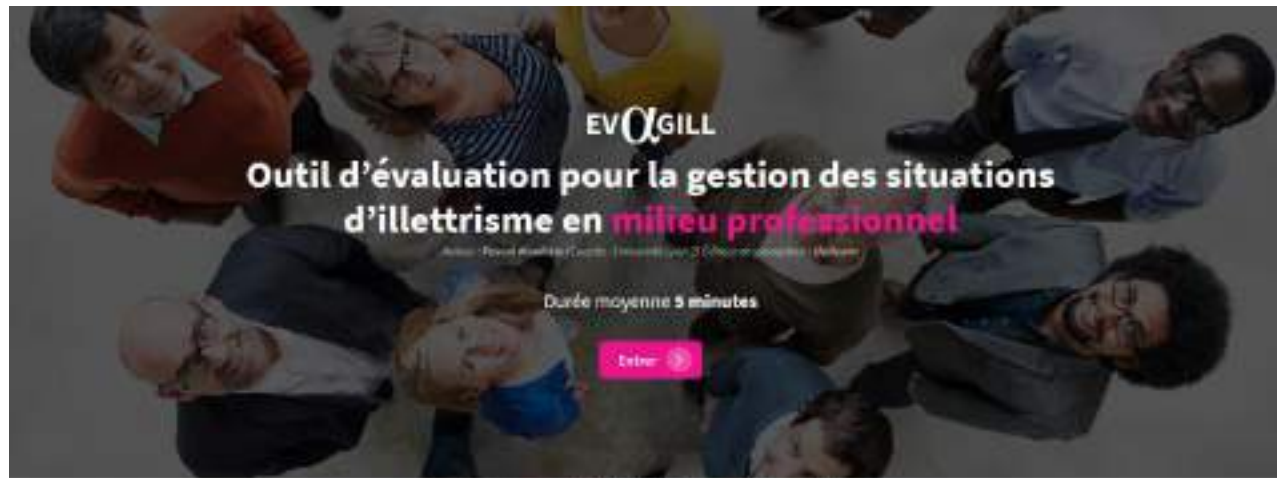 EVαGILL
Outil d’évaluation pour la gestion des situations
d’illettrisme en milieu professionnel
Durée moyenne 5 minutes
Entrer